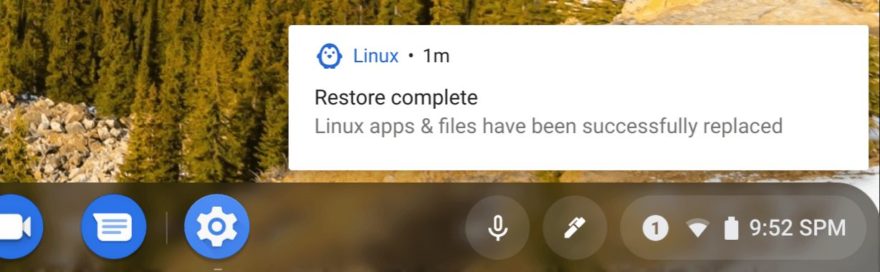 Linux • 1m
Restore complete
Linux apps & files have been successfully replaced
1 9:52 SPM